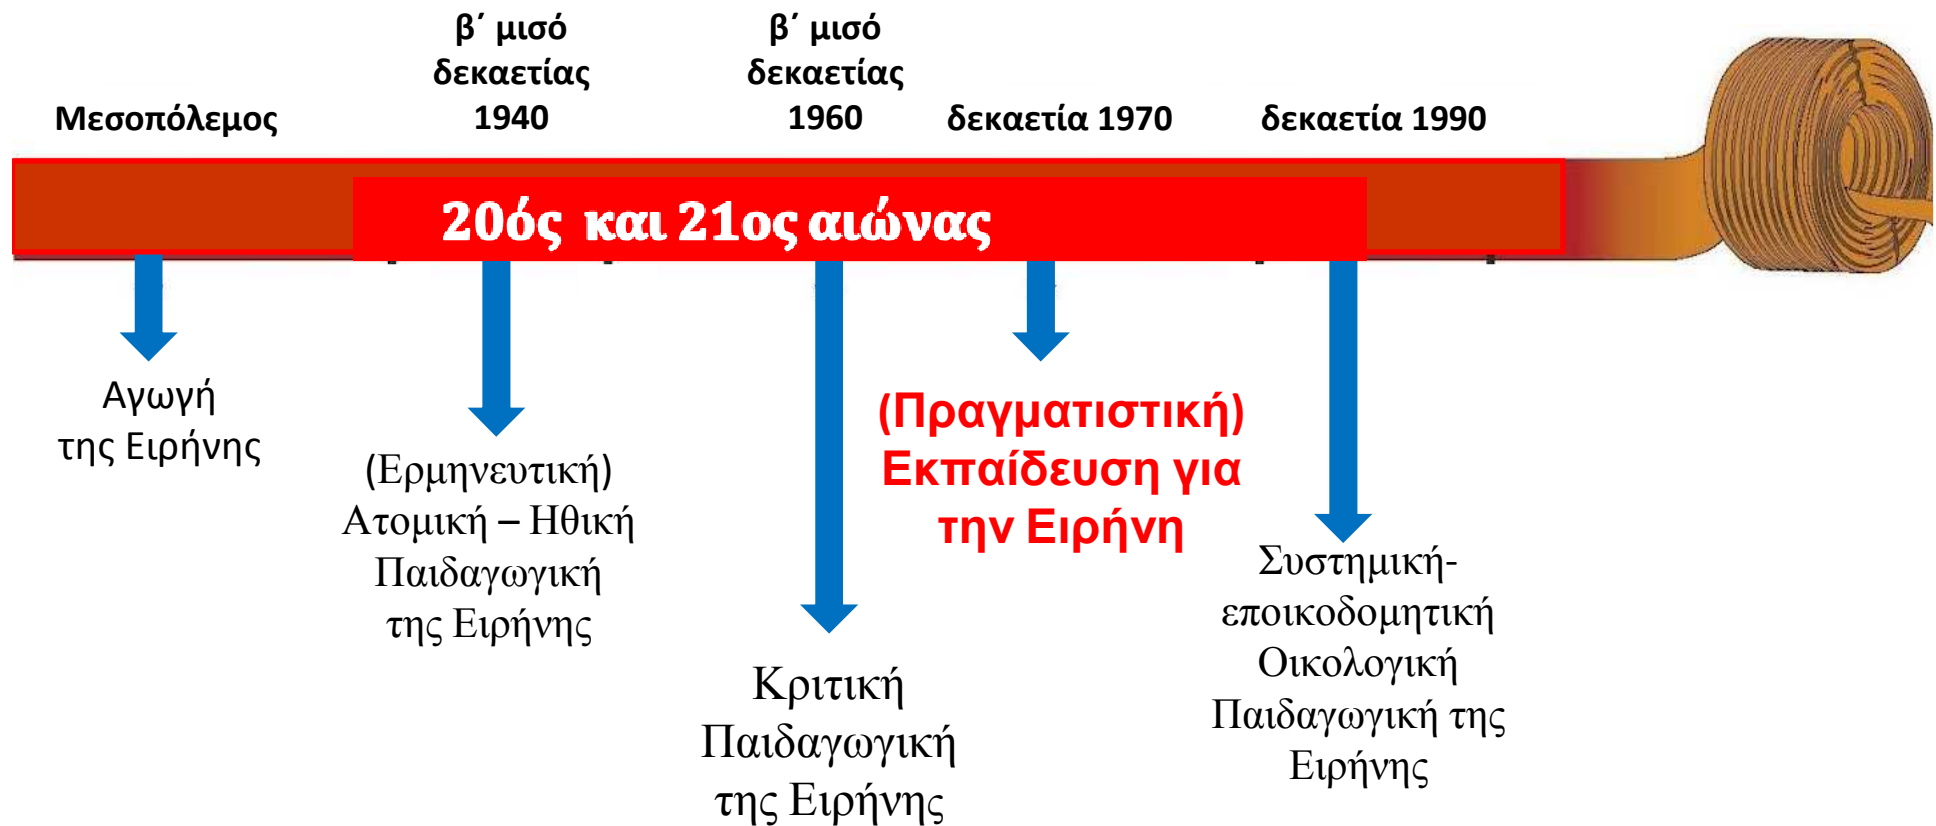 Μεσοπόλεμος
β΄ μισό
δεκαετίας
1940
β΄ μισό
δεκαετίας
1960
δεκαετία 1970
δεκαετία 1990
20ός και 21ος αιώνας
Αγωγή
της Ειρήνης
(Ερμηνευτική)
Ατομική – Ηθική
Παιδαγωγική
της Ειρήνης
Κριτική
Παιδαγωγική
της Ειρήνης
(Πραγματιστική)
Εκπαίδευση για
την Ειρήνη
Συστημική-
εποικοδομητική
Οικολογική
Παιδαγωγική της
Ειρήνης